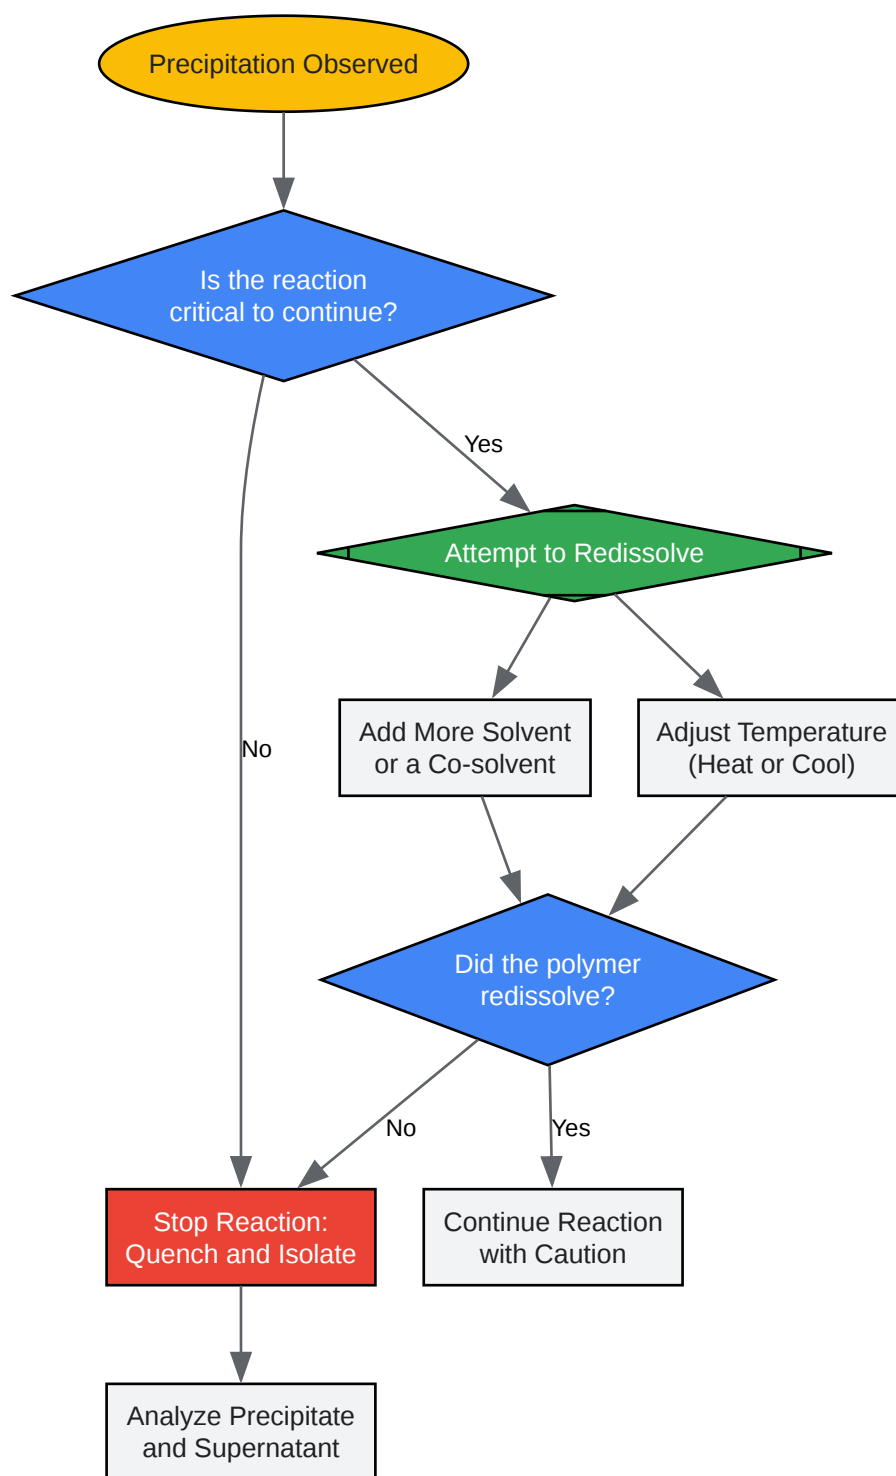 Precipitation Observed
Is the reaction
critical to continue?
Yes
Attempt to Redissolve
Add More Solvent
or a Co-solvent
Adjust Temperature
(Heat or Cool)
No
Did the polymer
redissolve?
No
Yes
Stop Reaction:
Quench and Isolate
Continue Reaction
with Caution
Analyze Precipitate
and Supernatant